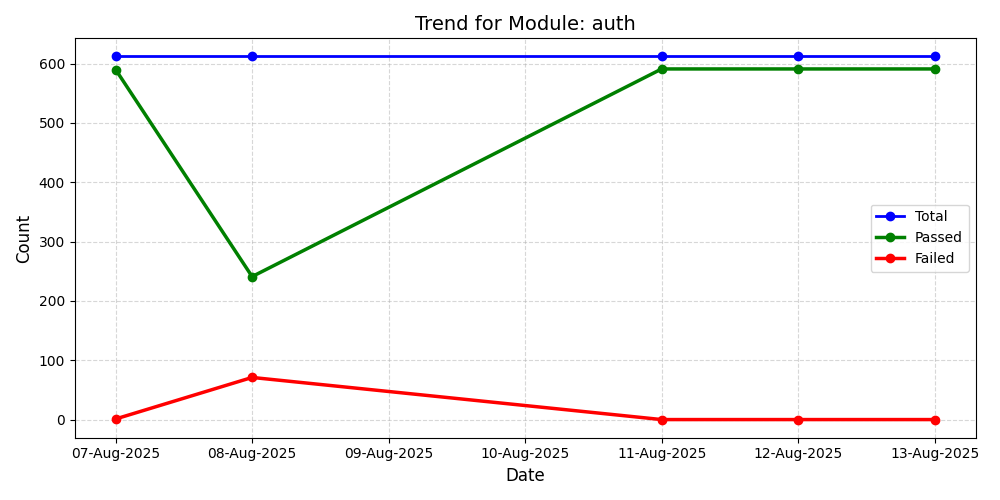 Trend for Module: auth
600
500
400
300
200
100
0
Count
Total
Passed
Failed
07-Aug-2025 08-Aug-2025 09-Aug-2025 10-Aug-2025 11-Aug-2025 12-Aug-2025 13-Aug-2025
Date